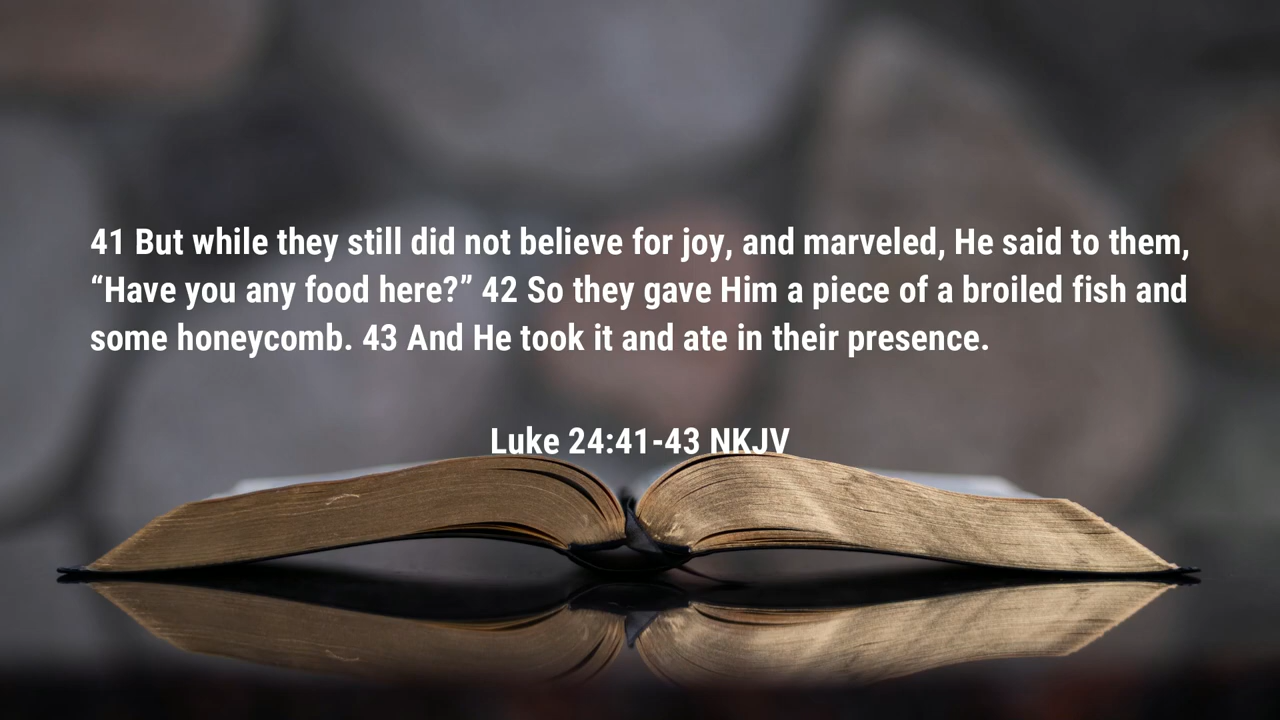 41 But while they still did not believe for joy, and marveled, He said to them,
“Have you any food here?” 42 So they gave Him a piece of a broiled fish and
some honeycomb. 43 And He took it and ate in their presence.
Luke 24:41-43 NKJV